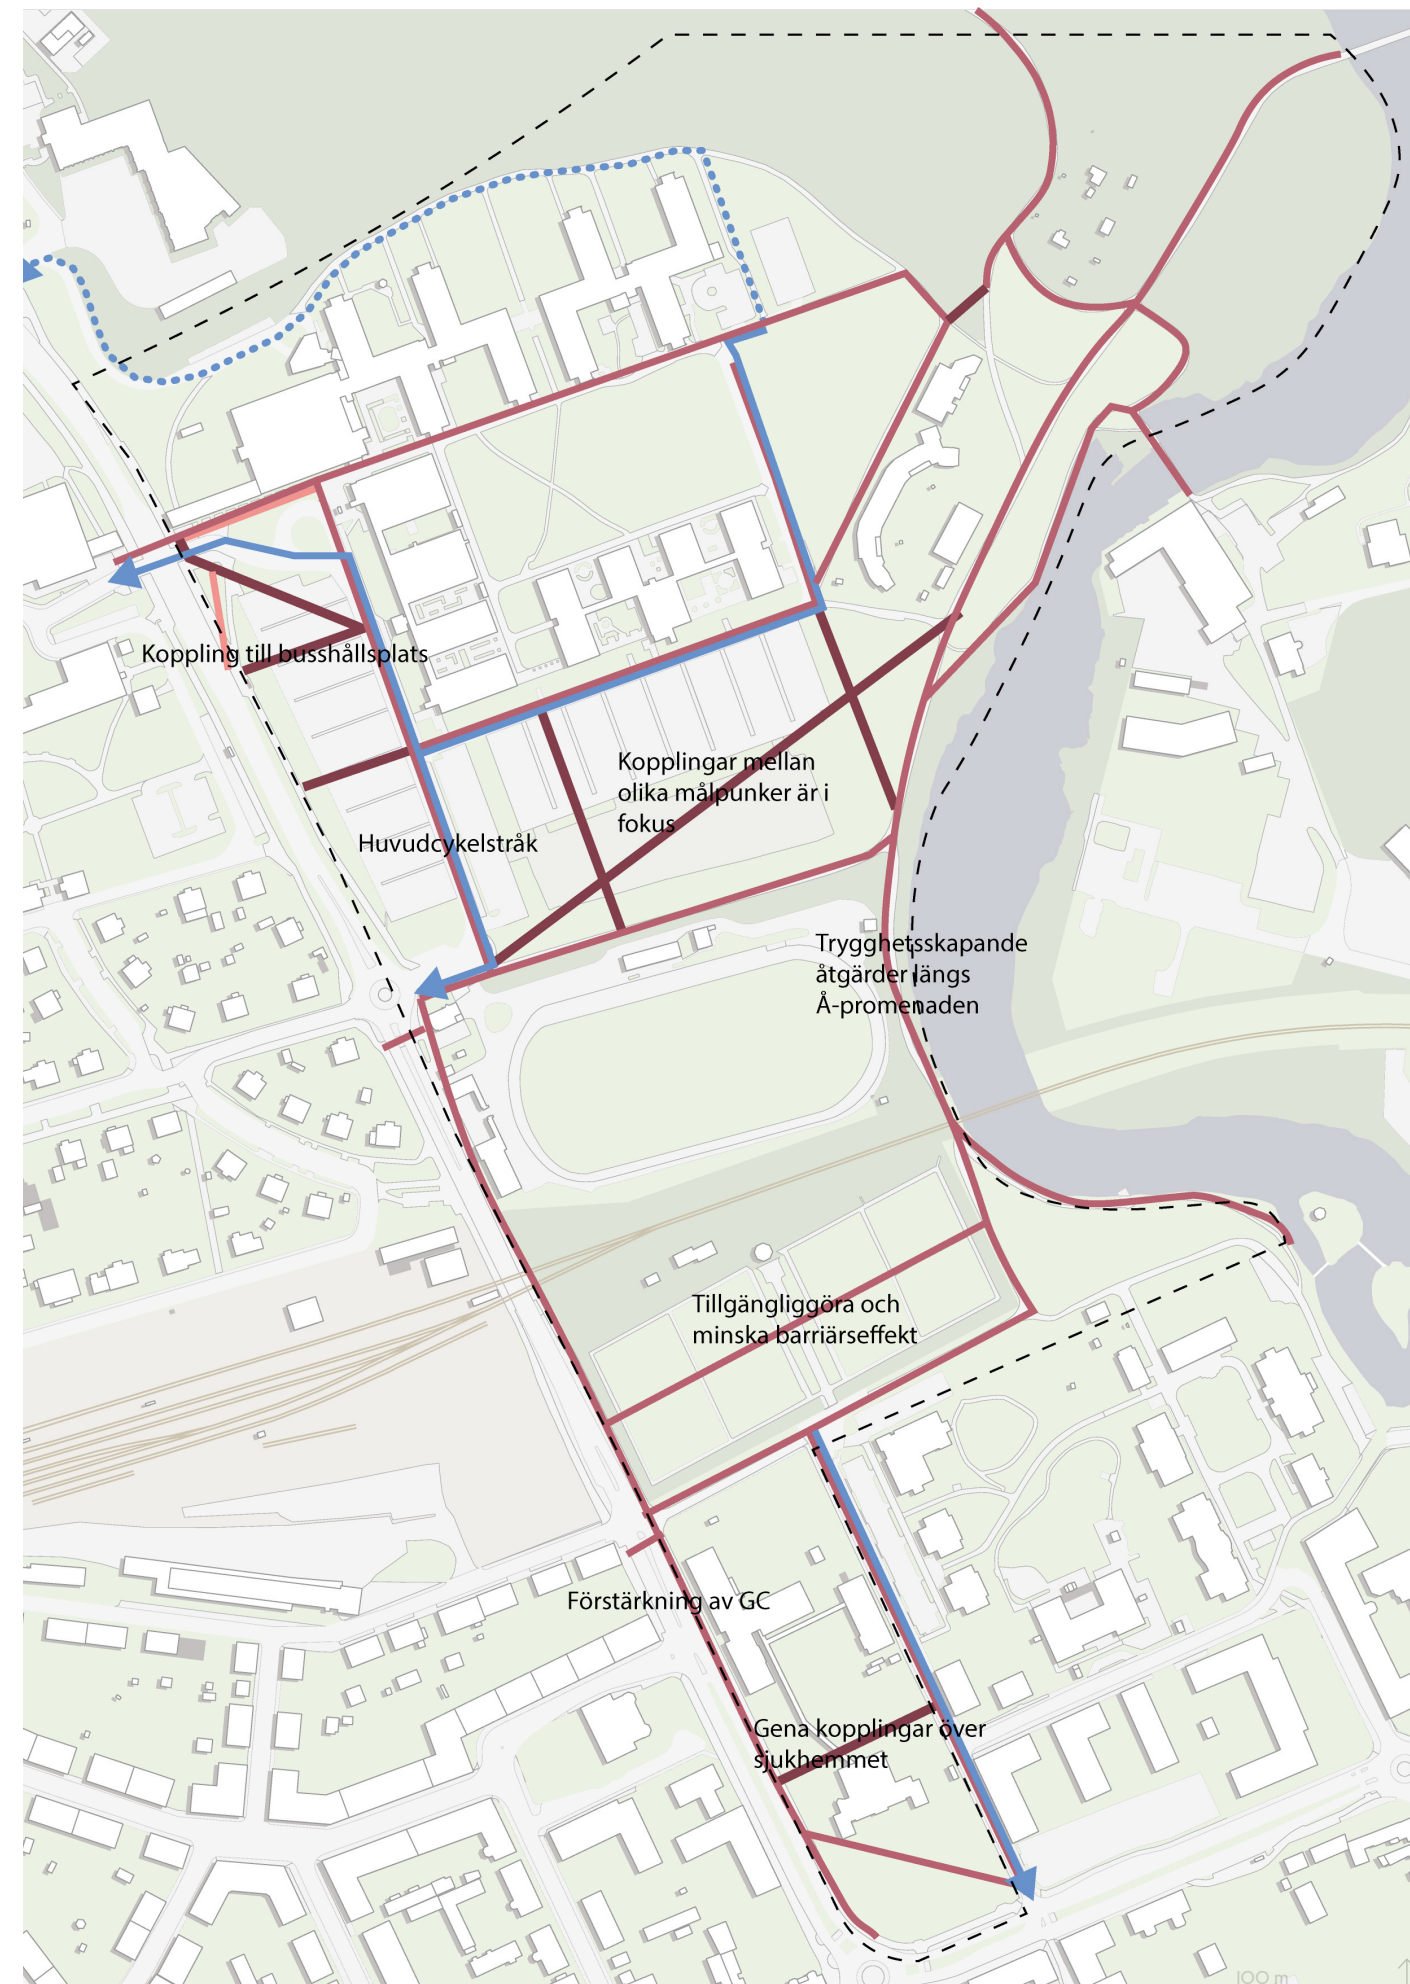 Koppling till busshållsplats
Kopplingar mellan
olika målpunker är i
fokus
Huvudcykelstråk
Trygghetsskapande
åtgärder längs
Å-promenaden
Tillgängliggöra och
minska barriärseffekt
Förstärkning av GC
Gena kopplingar över
sjukhemmet
100 m